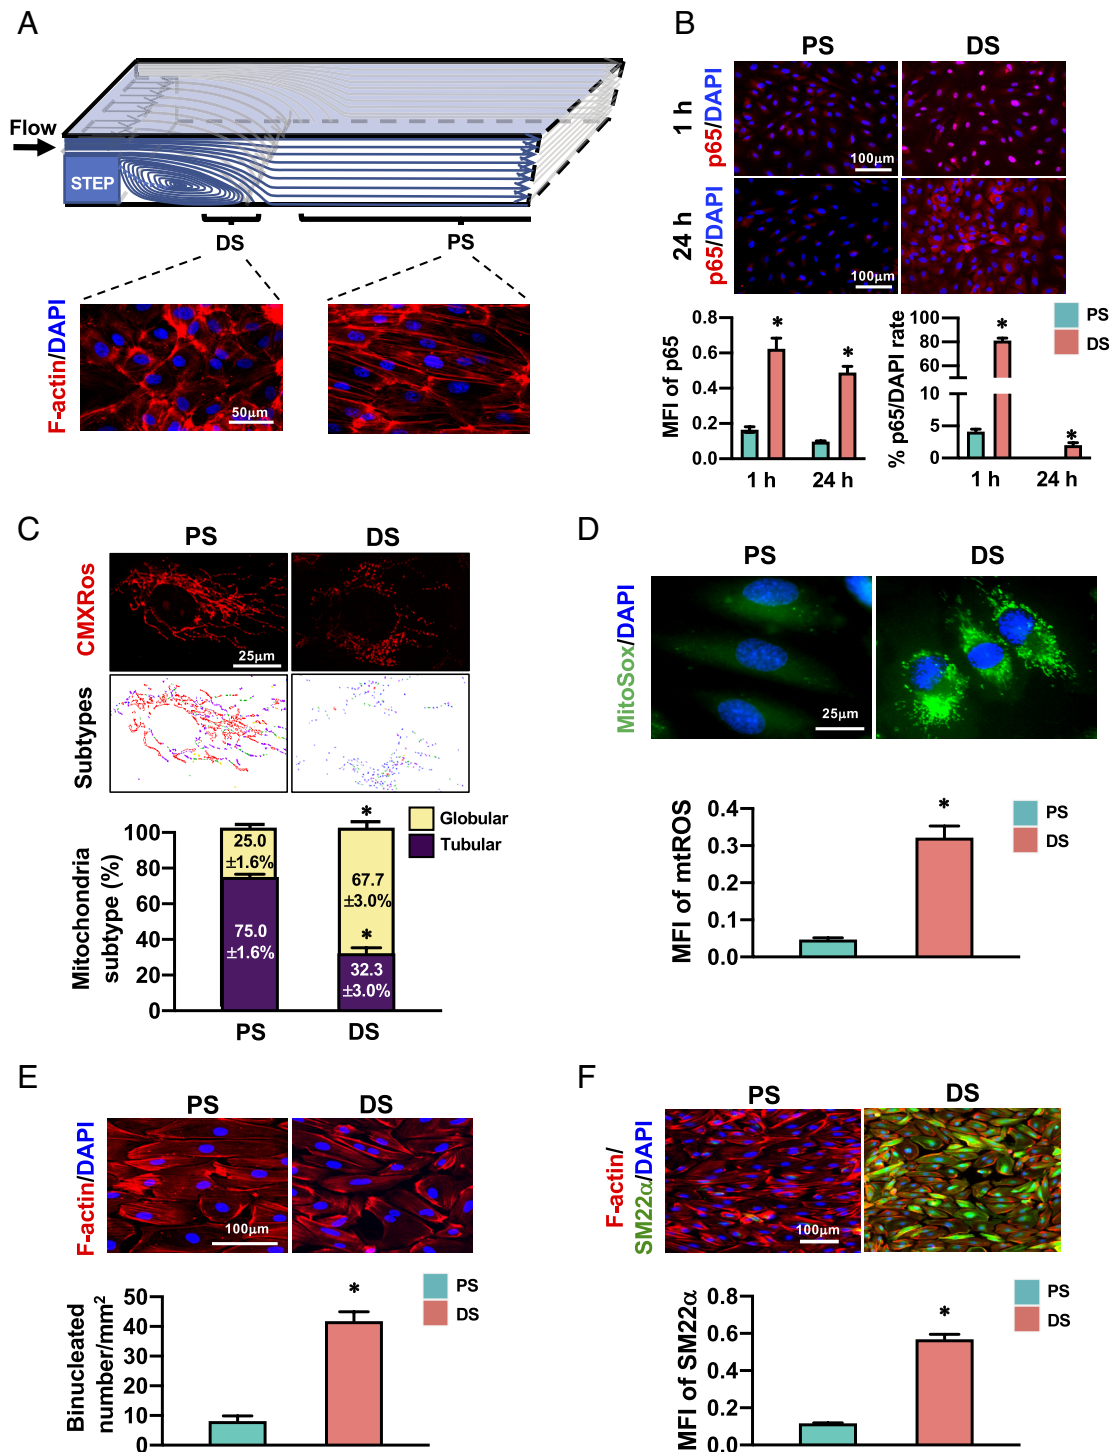 A
Flow
STEP
DS
PS
F-actin/DAPI
50μm
B
PS
DS
1 h
p65/DAPI
100μm
24 h
p65/DAPI
100μm
MFI of p65
0.8
0.6
0.4
0.2
0.0
1 h
24 h
% p65/DAPI rate
100
80
60
10
5
0
1 h
24 h
PS
DS
*
*
*
*
C
PS
DS
CMXRos
25μm
Subtypes
Mitochondria
subtype (%)
100
80
60
40
20
0
25.0
±1.6%
75.0
±1.6%
*
67.7
±3.0%
*
32.3
±3.0%
PS
DS
Globular
Tubular
D
PS
DS
MitoSox/DAPI
25μm
MFI of mtROS
0.4
0.3
0.2
0.1
0.0
*
PS
DS
E
PS
DS
F-actin/DAPI
100μm
Binucleated
number/mm²
50
40
30
20
10
0
*
PS
DS
F
PS
DS
F-actin/
SM22α/DAPI
100μm
MFI of SM22α
0.8
0.6
0.4
0.2
0.0
*
PS
DS